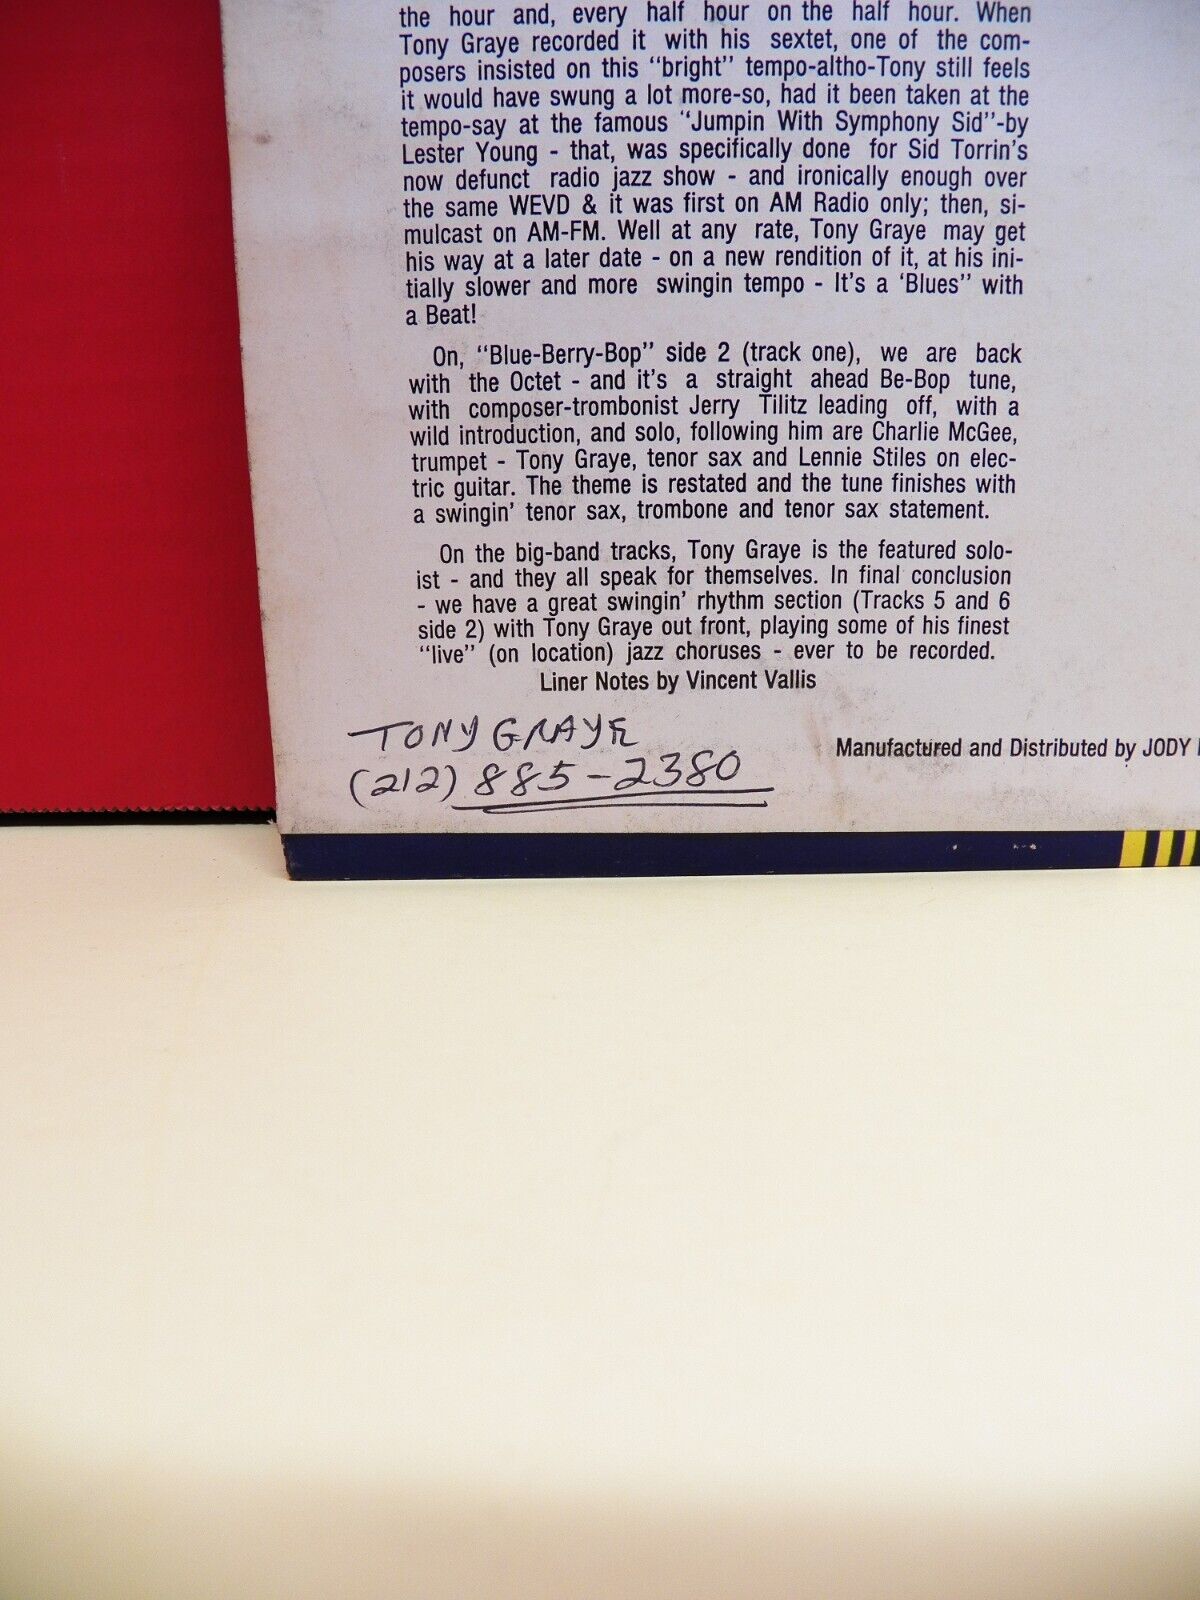 the hour and, every half hour on the half hour. When
Tony Graye recorded it with his sextet, one of the com-
posers insisted on this "bright" tempo-altho-Tony still feels
it would have swung a lot more-so, had it been taken at the
tempo-say at the famous "Jumpin With Symphony Sid"-by
Lester Young - that, was specifically done for Sid Torrin's
now defunct radio jazz show - and ironically enough over
the same WEVD & it was first on AM Radio only; then, si-
mulcast on AM-FM. Well at any rate, Tony Graye may get
his way at a later date - on a new rendition of it, at his ini-
tially slower and more swingin tempo - It's a 'Blues" with
a Beat!
On, "Blue-Berry-Bop" side 2 (track one), we are back
with the Octet - and it's a straight ahead Be-Bop tune,
with composer-trombonist Jerry Tilitz leading off, with a
wild introduction, and solo, following him are Charlie McGee,
trumpet - Tony Graye, tenor sax and Lennie Stiles on elec-
tric guitar. The theme is restated and the tune finishes with
a swingin' tenor sax, trombone and tenor sax statement.
On the big-band tracks, Tony Graye is the featured solo-
ist - and they all speak for themselves. In final conclusion
- we have a great swingin' rhythm section (Tracks 5 and 6
side 2) with Tony Graye out front, playing some of his finest
"live" (on location) jazz choruses - ever to be recorded.
Liner Notes by Vincent Vallis
TONY GRAYE
(212) 885-2380
Manufactured and Distributed by JODY